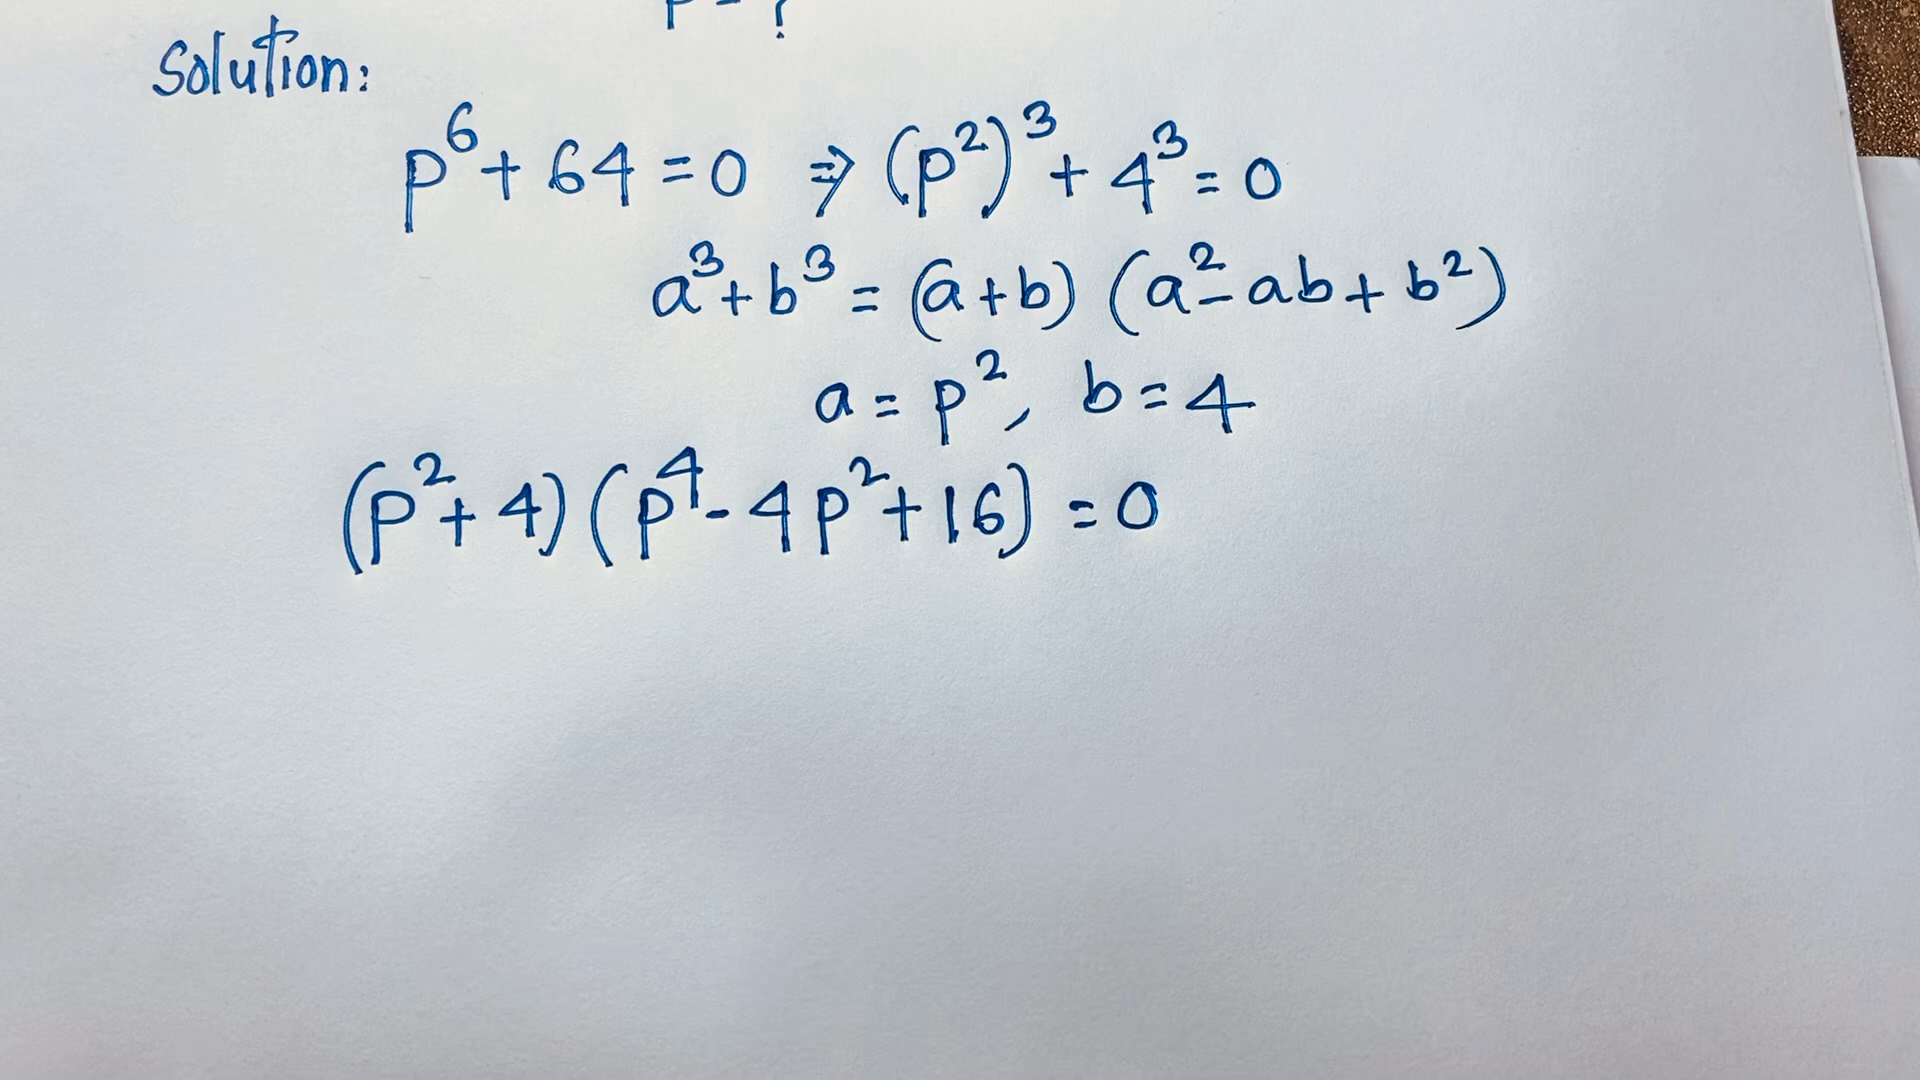 Solution:
p⁶ + 64 = 0 ⇒ (p²)³ + 4³ = 0
a³ + b³ = (a + b) (a² - ab + b²)
a = p², b = 4
(p² + 4) (p⁴ - 4p² + 16) = 0